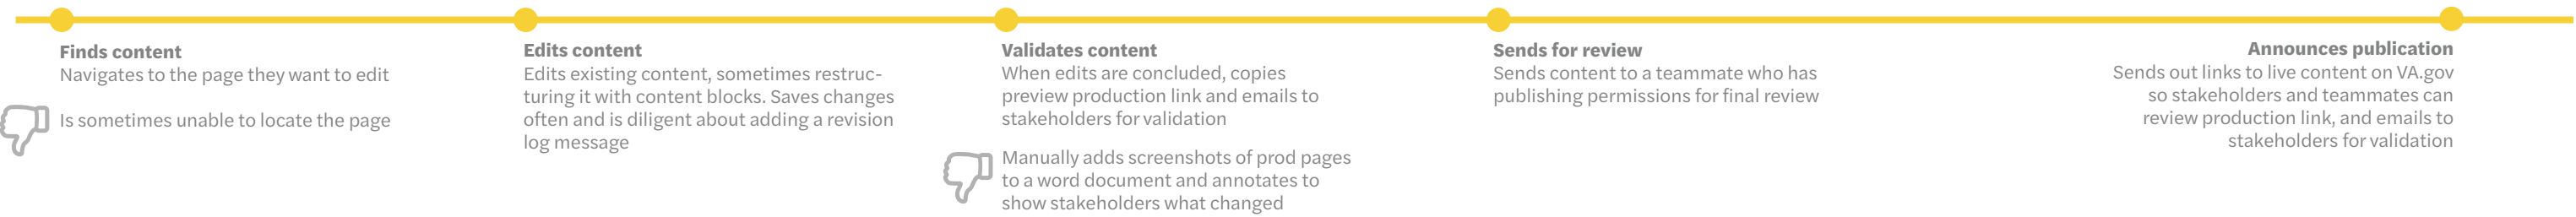 Finds content
Navigates to the page they want to edit
Is sometimes unable to locate the page
Edits content
Edits existing content, sometimes restruc-
turing it with content blocks. Saves changes
often and is diligent about adding a revision
log message
Validates content
When edits are concluded, copies
preview production link and emails to
stakeholders for validation
Manually adds screenshots of prod pages
to a word document and annotates to
show stakeholders what changed
Sends for review
Sends content to a teammate who has
publishing permissions for final review
Announces publication
Sends out links to live content on VA.gov
so stakeholders and teammates can
review production link, and emails to
stakeholders for validation